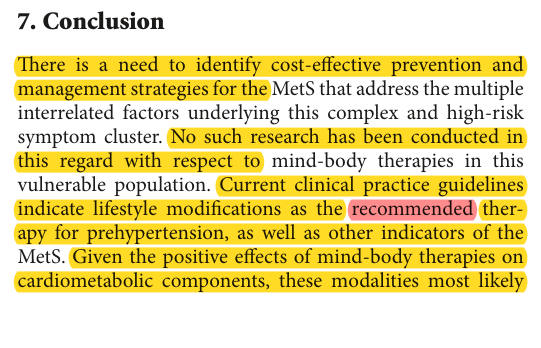 7. Conclusion
There is a need to identify cost-effective prevention and
management strategies for the MetS that address the multiple
interrelated factors underlying this complex and high-risk
symptom cluster. No such research has been conducted in
this regard with respect to mind-body therapies in this
vulnerable population. Current clinical practice guidelines
indicate lifestyle modifications as the recommended ther-
apy for prehypertension, as well as other indicators of the
MetS. Given the positive effects of mind-body therapies on
cardiometabolic components, these modalities most likely